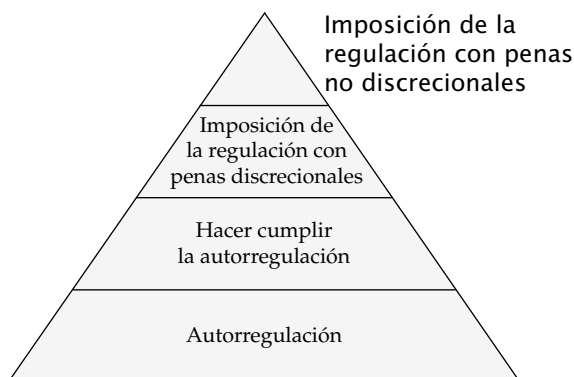 Imposición de la
regulación con penas
no discrecionales
Imposición de
la regulación con
penas discrecionales
Hacer cumplir
la autorregulación
Autorregulación